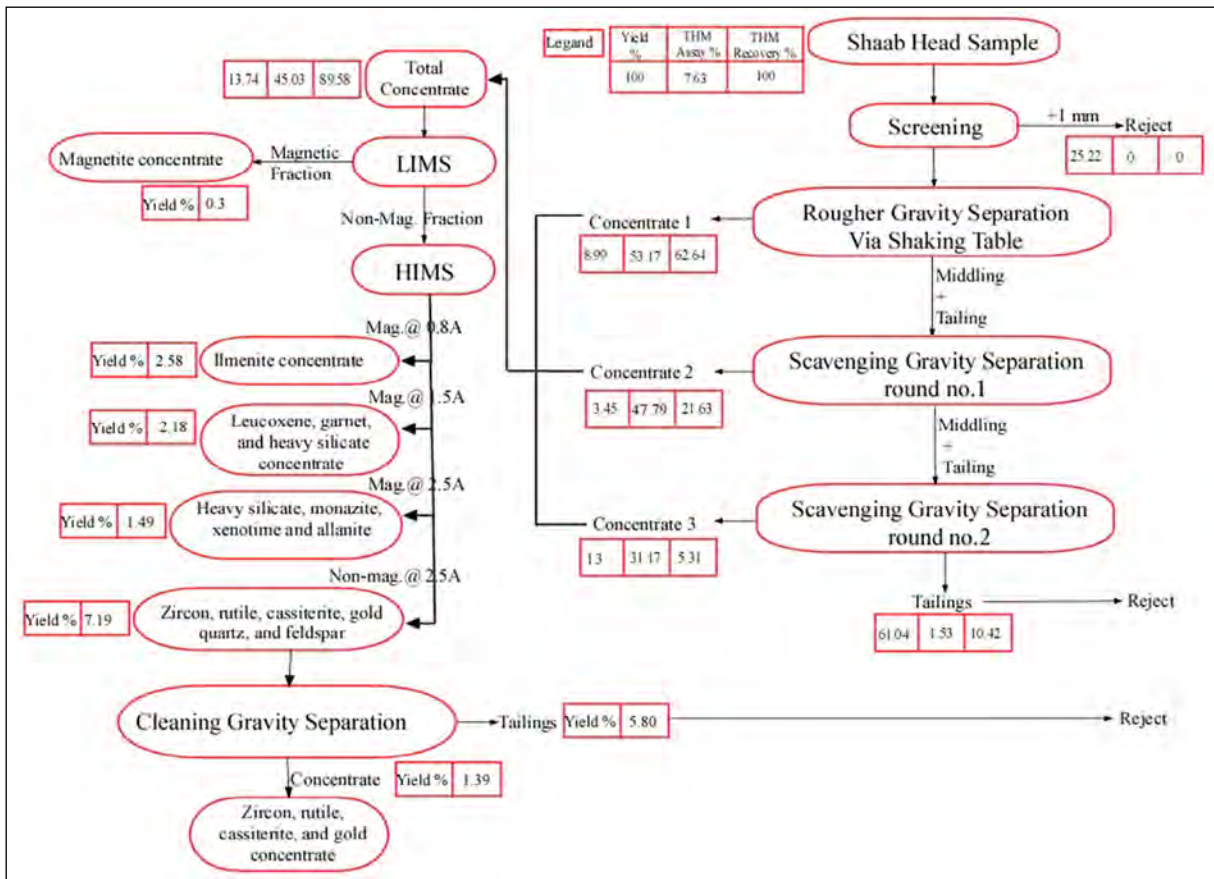 Legand
Yield %
THM Assay %
THM Recovery %
100
7.63
100
Shaab Head Sample
Screening
+1 mm
Reject
25.22
0
0
Rougher Gravity Separation
Via Shaking Table
Concentrate 1
8.99
53.17
62.64
Middling
+
Tailing
Scavenging Gravity Separation
round no.1
Concentrate 2
3.45
47.79
21.63
Middling
+
Tailing
Scavenging Gravity Separation
round no.2
Concentrate 3
1.3
31.17
5.31
Tailings
Reject
61.04
1.53
10.42
13.74
45.03
89.58
Total
Concentrate
LIMS
Magnetic
Fraction
Magnetite concentrate
Yield %
0.3
Non-Mag. Fraction
HIMS
Mag.@ 0.8A
Yield %
2.58
Ilmenite concentrate
Mag.@ 1.5A
Yield %
2.18
Leucoxene, garnet,
and heavy silicate
concentrate
Mag.@ 2.5A
Yield %
1.49
Heavy silicate, monazite,
xenotime and allanite
Non-mag.@ 2.5A
Yield %
7.19
Zircon, rutile, cassiterite, gold
quartz, and feldspar
Cleaning Gravity Separation
Tailings
Yield %
5.80
Reject
Concentrate
Yield %
1.39
Zircon, rutile,
cassiterite, and gold
concentrate